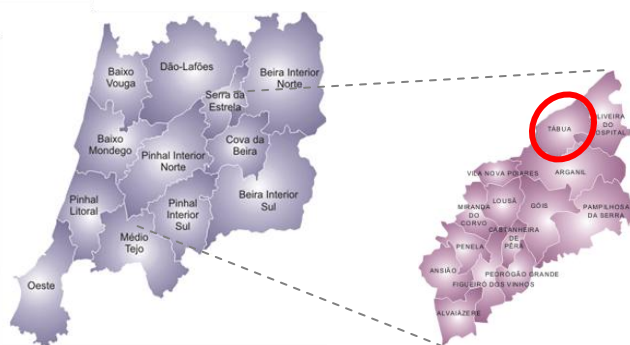 Baixo
Vouga
Dão-Lafões
Beira Interior
Norte
Serra da
Estrela
Baixo
Mondego
Pinhal Interior
Norte
Cova da
Beira
Pinhal
Litoral
Pinhal
Interior
Sul
Beira Interior
Sul
Médio
Tejo
Oeste
TÁBUA
OLIVEIRA
DO
HOSPITAL
VILA NOVA POIARES
ARGANIL
MIRANDA
DO
CORVO
LOUSÃ
GÓIS
PAMPILHOSA
DA SERRA
CASTANHEIRA
DE
PÊRA
PENELA
ANSIÃO
PEDRÓGÃO GRANDE
FIGUEIRÓ DOS VINHOS
ALVAIÁZERE